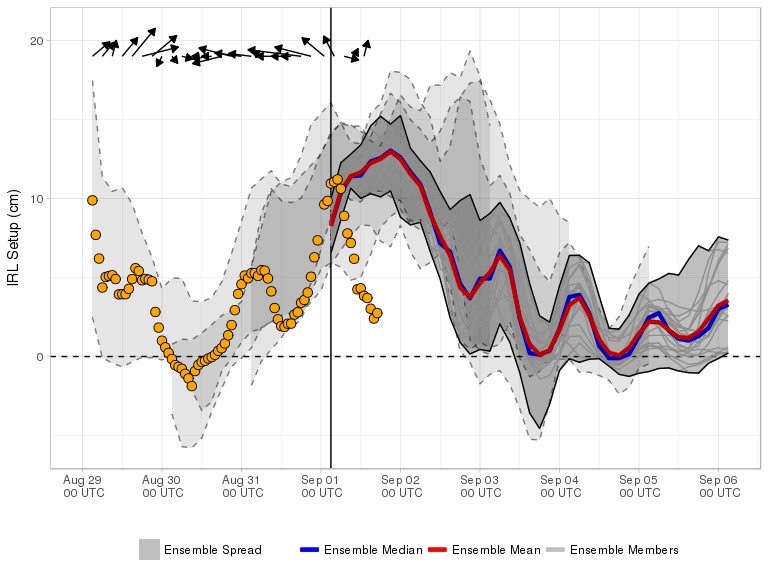 20
10
0
IRL Setup (cm)
Aug 29 Aug 30 Aug 31 Sep 01 Sep 02 Sep 03 Sep 04 Sep 05 Sep 06
00 UTC 00 UTC 00 UTC 00 UTC 00 UTC 00 UTC 00 UTC 00 UTC 00 UTC
Ensemble Spread Ensemble Median Ensemble Mean Ensemble Members